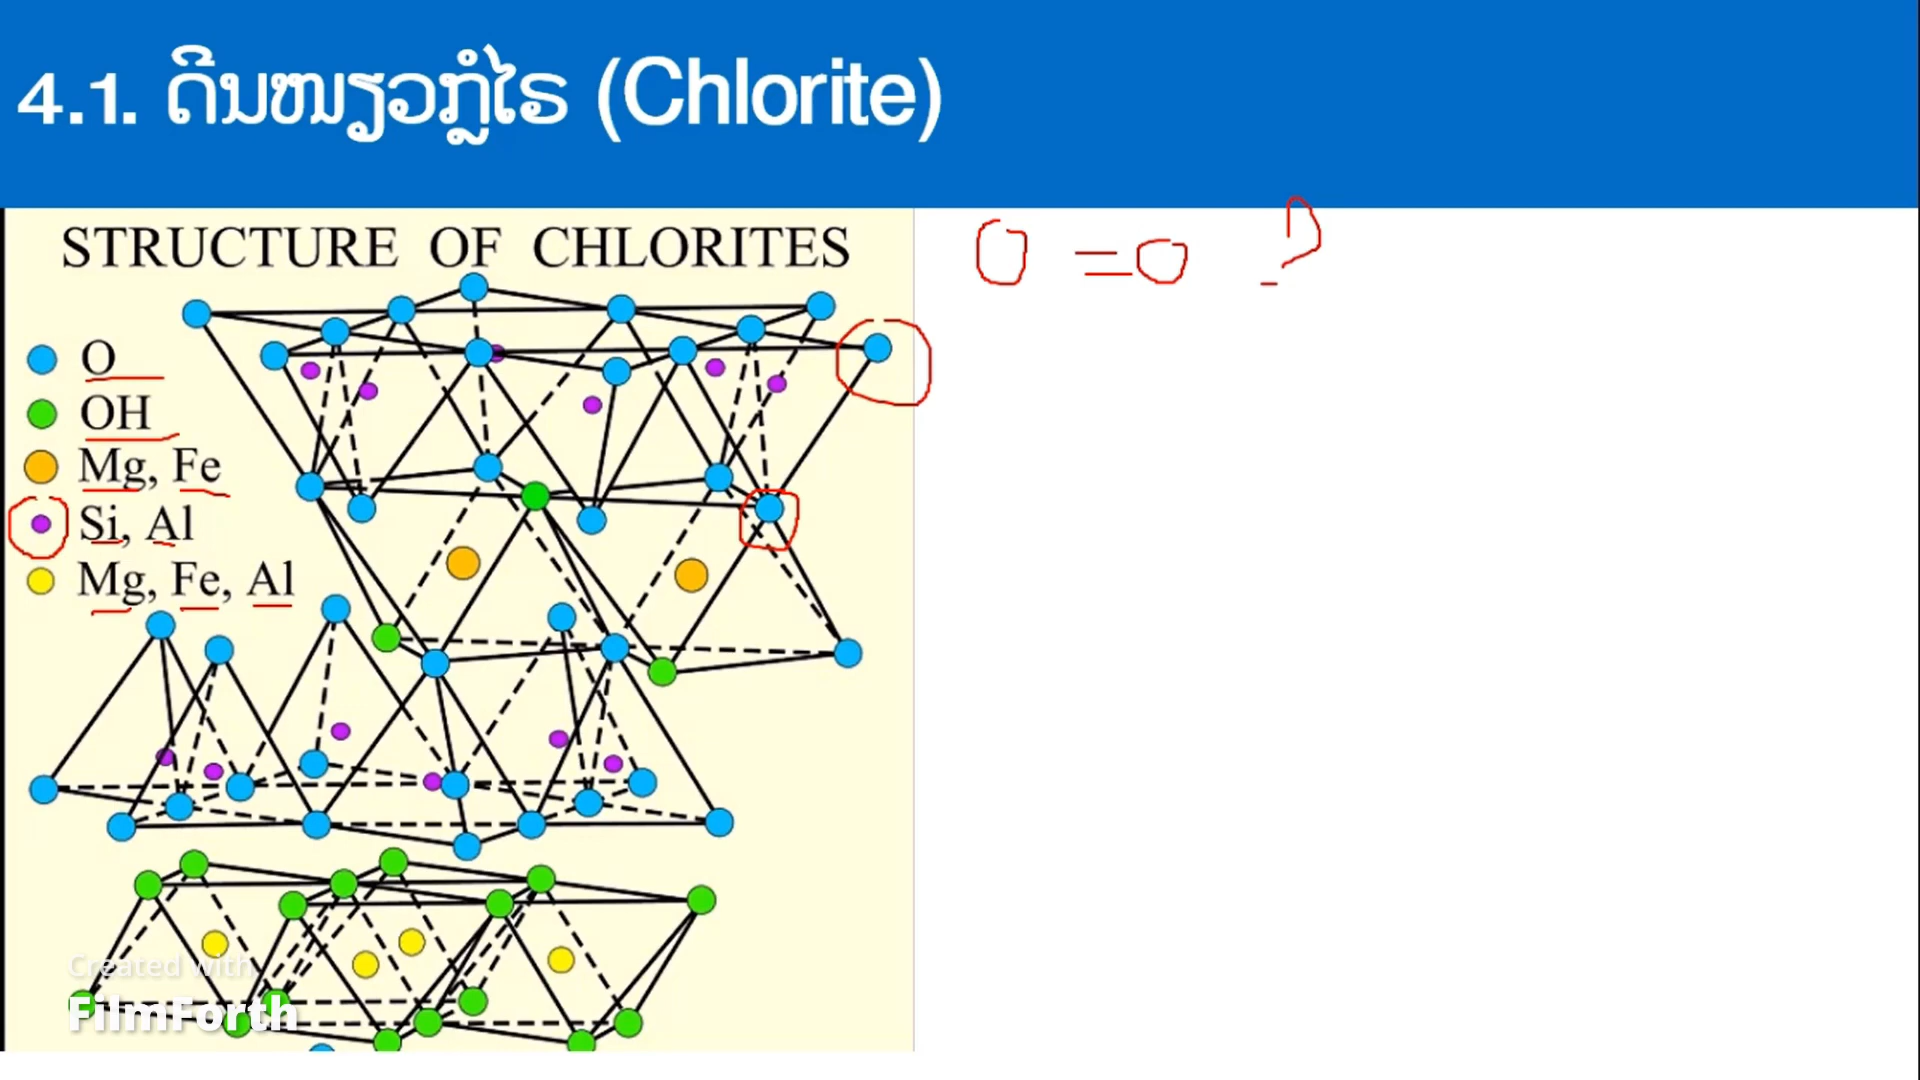 4.1. ດິນໜຽວກຼໍໄຣ (Chlorite)
STRUCTURE OF CHLORITES
O
OH
Mg, Fe
Si, Al
Mg, Fe, Al
O = O ?
Created with
FilmForth